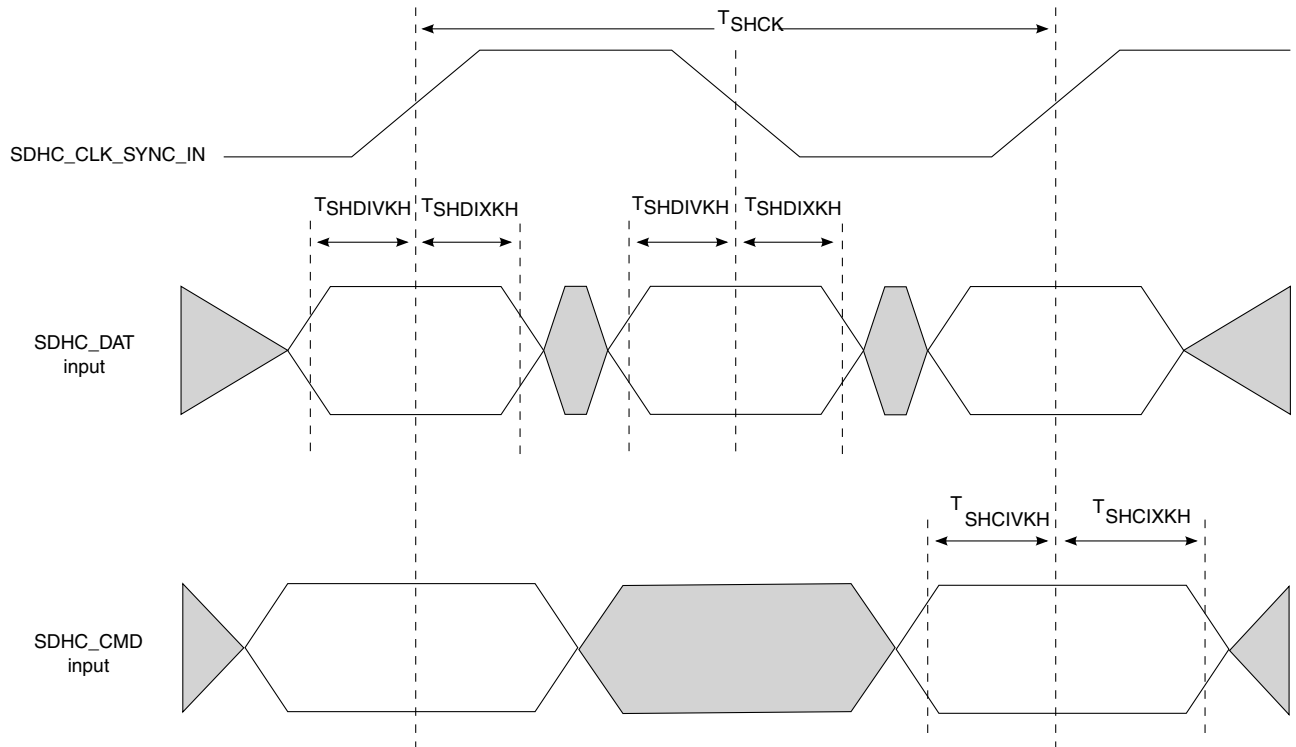 TSHCK
SDHC_CLK_SYNC_IN
TSHDIVKH TSHDIXKH TSHDIVKH TSHDIXKH
SDHC_DAT
input
TSHCIVKH TSHCIXKH
SDHC_CMD
input